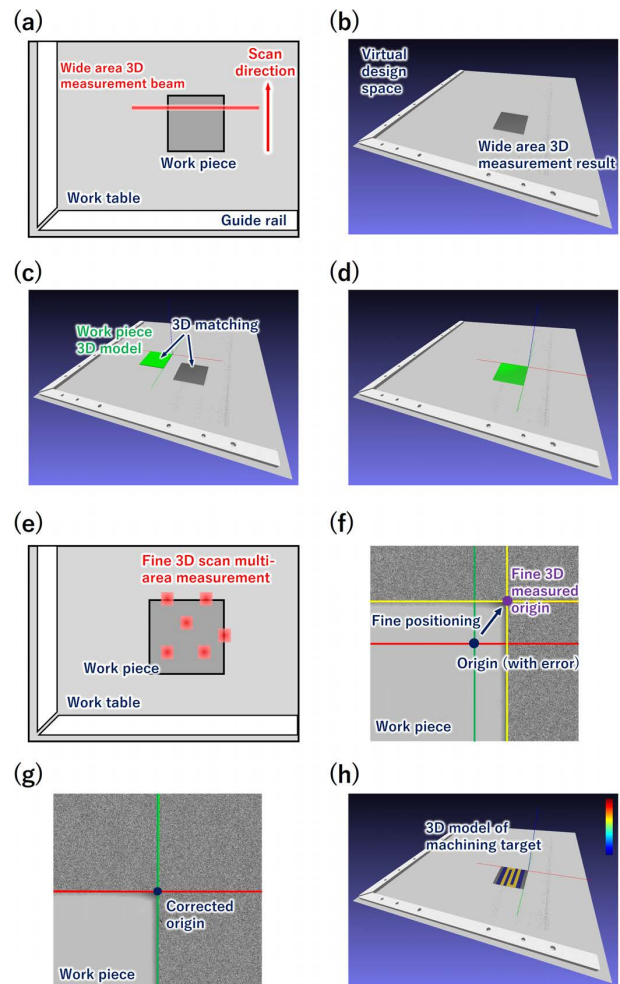 (a)
Wide area 3D
measurement beam
Scan
direction
Work piece
Work table
Guide rail
(b)
Virtual
design
space
Wide area 3D
measurement result
(c)
Work piece
3D model
3D matching
(d)
(e)
Fine 3D scan multi-
area measurement
Work piece
Work table
(f)
Fine 3D
measured
origin
Fine positioning
Origin (with error)
Work piece
(g)
Corrected
origin
Work piece
(h)
3D model of
machining target